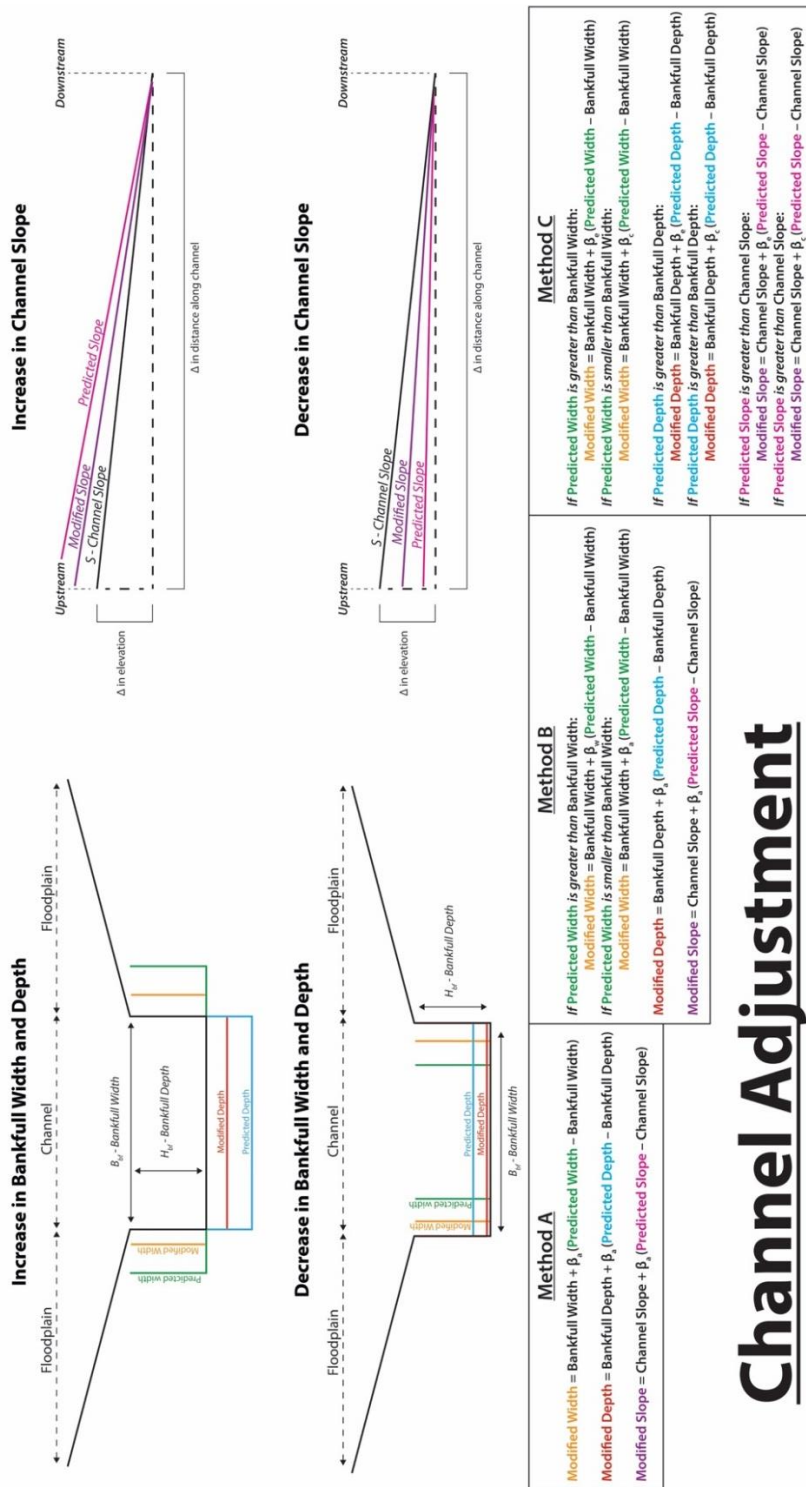 Increase in Bankfull Width and Depth
Floodplain
Channel
Floodplain
B_bf - Bankfull Width
H_bf - Bankfull Depth
Predicted width
Modified Width
Modified Depth
Predicted Depth
Increase in Channel Slope
Upstream
Downstream
Predicted Slope
Modified Slope
S - Channel Slope
Δ in elevation
Δ in distance along channel
Decrease in Bankfull Width and Depth
Floodplain
Channel
Floodplain
H_bf - Bankfull Depth
Predicted Depth
Modified Depth
Predicted width
Modified Width
B_bf - Bankfull Width
Decrease in Channel Slope
Upstream
Downstream
S - Channel Slope
Modified Slope
Predicted Slope
Δ in elevation
Δ in distance along channel
Method A
Modified Width = Bankfull Width + β_a(Predicted Width – Bankfull Width)
Modified Depth = Bankfull Depth + β_a(Predicted Depth – Bankfull Depth)
Modified Slope = Channel Slope + β_a(Predicted Slope – Channel Slope)
Method B
If Predicted Width is greater than Bankfull Width:
Modified Width = Bankfull Width + β_w(Predicted Width – Bankfull Width)
If Predicted Width is smaller than Bankfull Width:
Modified Width = Bankfull Width + β_a(Predicted Width – Bankfull Width)
Modified Depth = Bankfull Depth + β_a(Predicted Depth – Bankfull Depth)
Modified Slope = Channel Slope + β_a(Predicted Slope – Channel Slope)
Method C
If Predicted Width is greater than Bankfull Width:
Modified Width = Bankfull Width + β_e(Predicted Width – Bankfull Width)
If Predicted Width is smaller than Bankfull Width:
Modified Width = Bankfull Width + β_c(Predicted Width – Bankfull Width)
If Predicted Depth is greater than Bankfull Depth:
Modified Depth = Bankfull Depth + β_e(Predicted Depth – Bankfull Depth)
If Predicted Depth is greater than Bankfull Depth:
Modified Depth = Bankfull Depth + β_c(Predicted Depth – Bankfull Depth)
If Predicted Slope is greater than Channel Slope:
Modified Slope = Channel Slope + β_e(Predicted Slope – Channel Slope)
If Predicted Slope is greater than Channel Slope:
Modified Slope = Channel Slope + β_c(Predicted Slope – Channel Slope)
Channel Adjustment